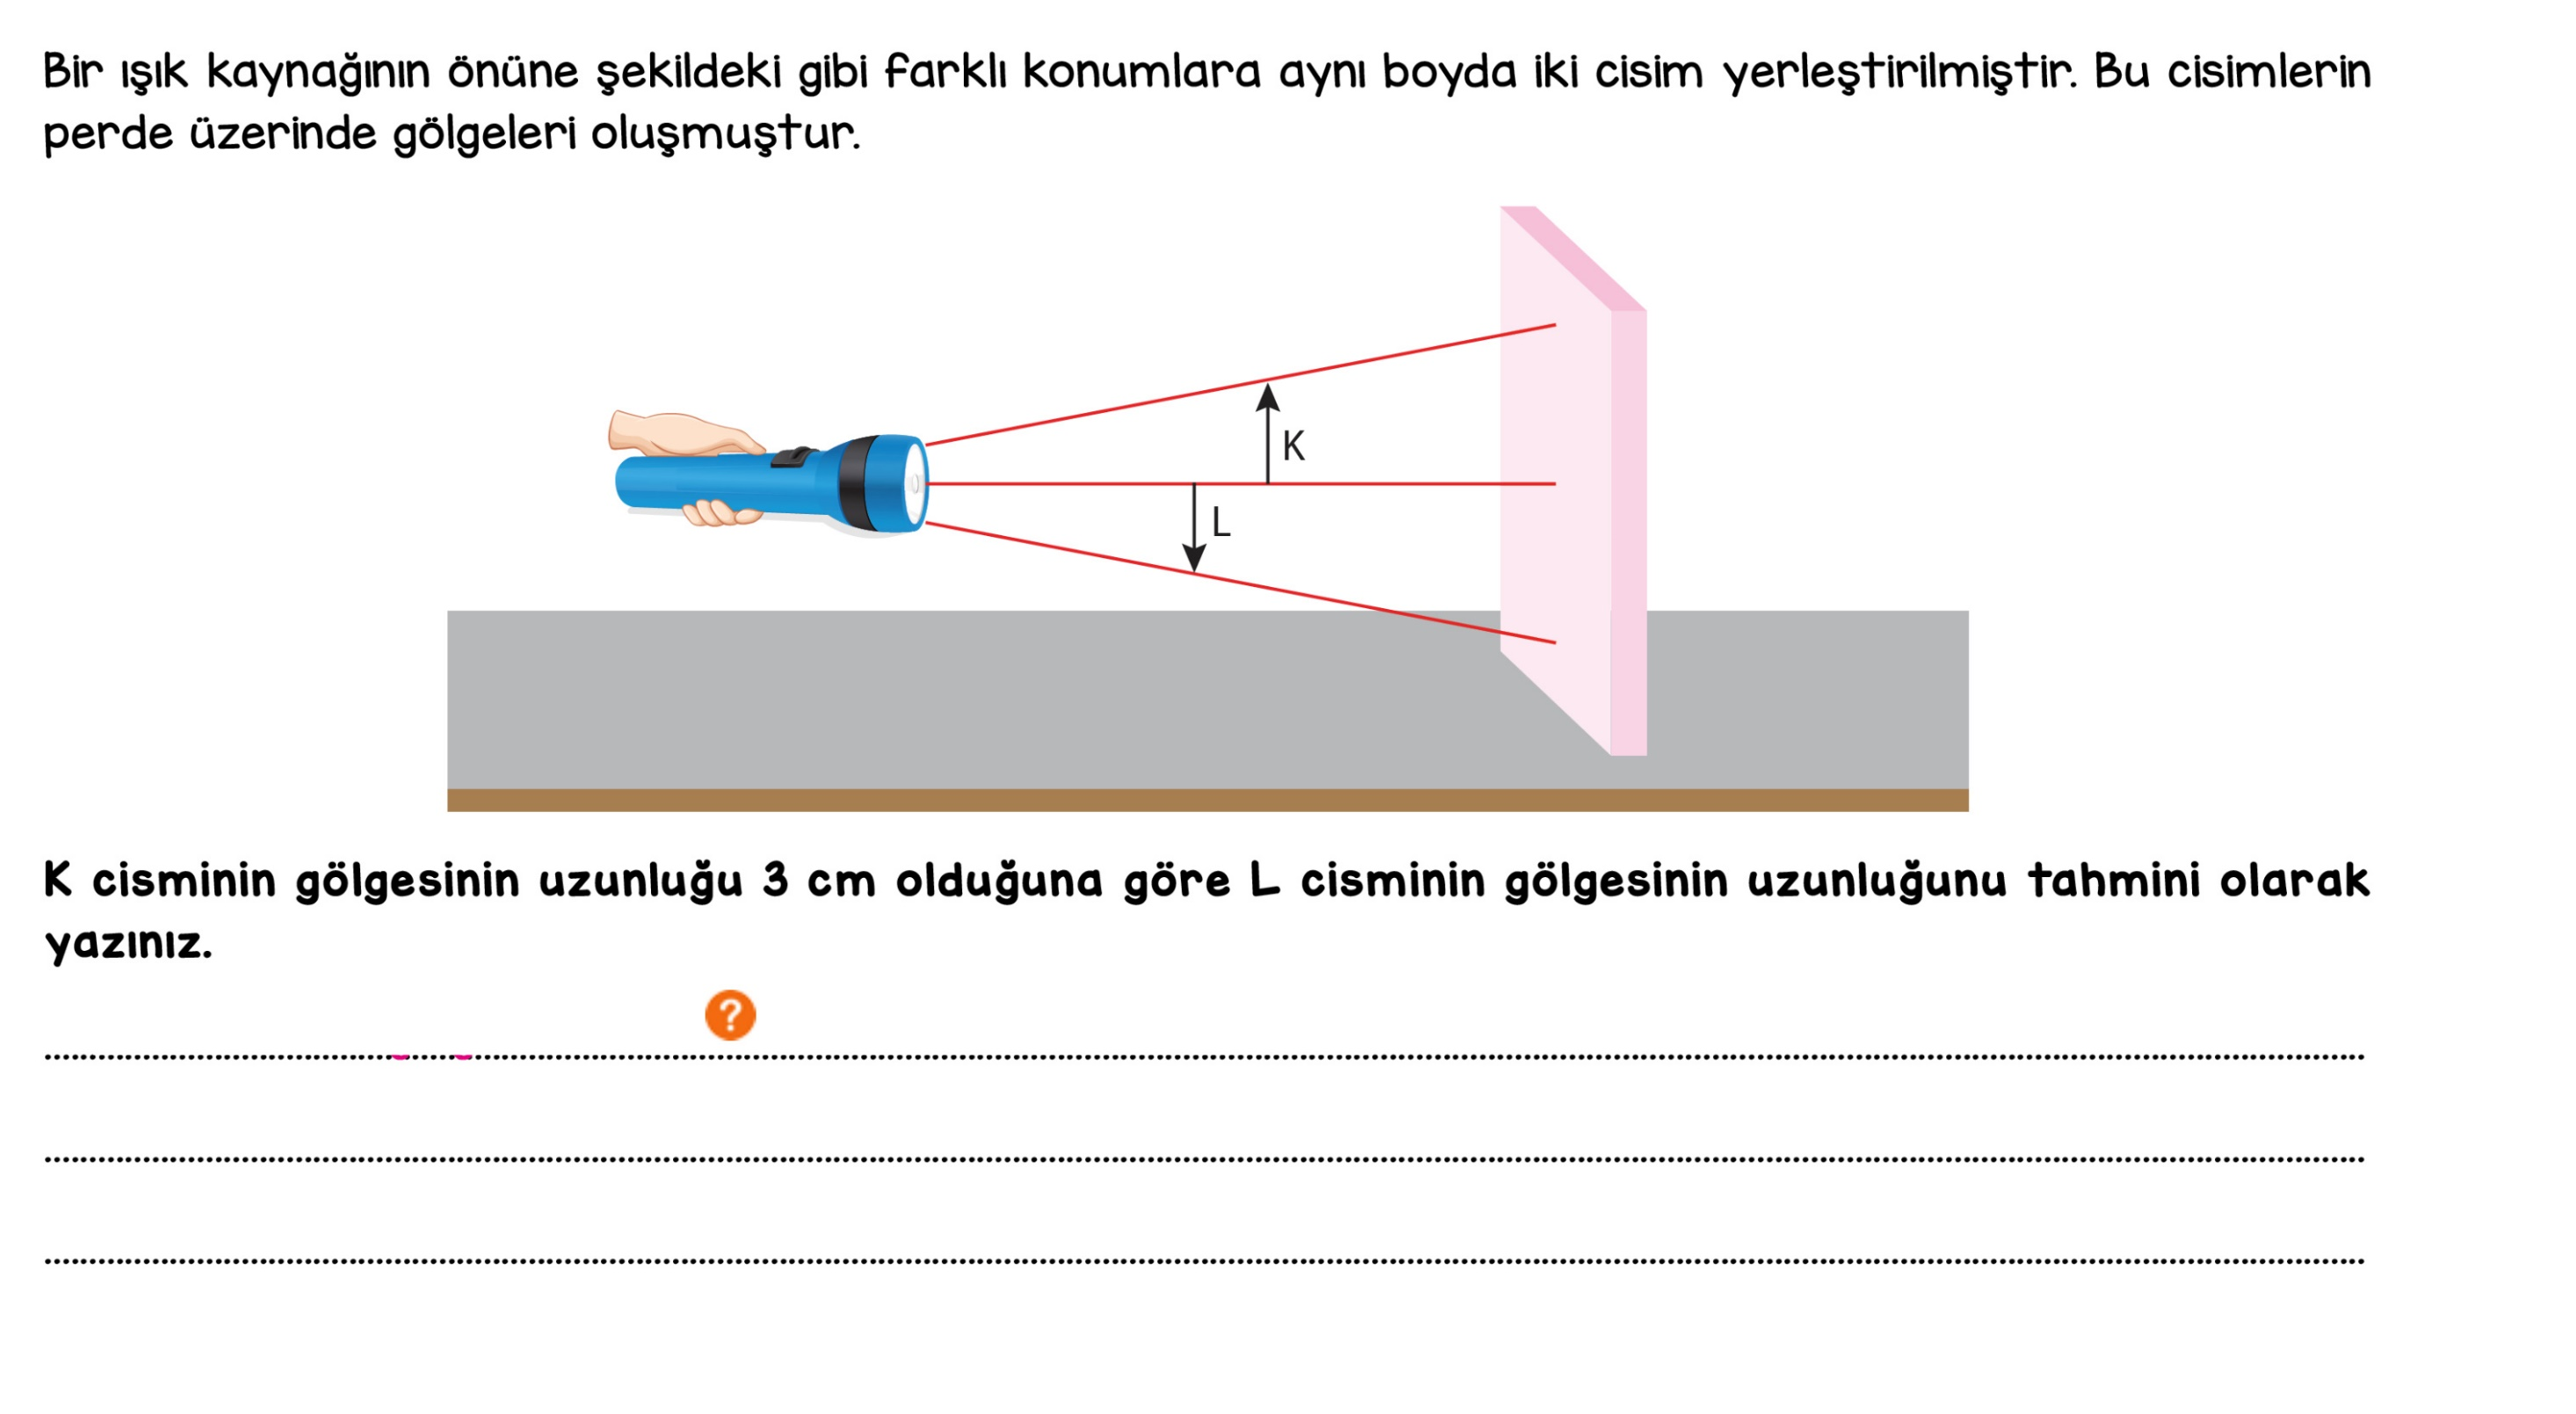 Bir ışık kaynağının önüne şekildeki gibi farklı konumlara aynı boyda iki cisim yerleştirilmiştir. Bu cisimlerin
perde üzerinde gölgeleri oluşmuştur.
K
L
K cisminin gölgesinin uzunluğu 3 cm olduğuna göre L cisminin gölgesinin uzunluğunu tahmini olarak
yazınız.
?